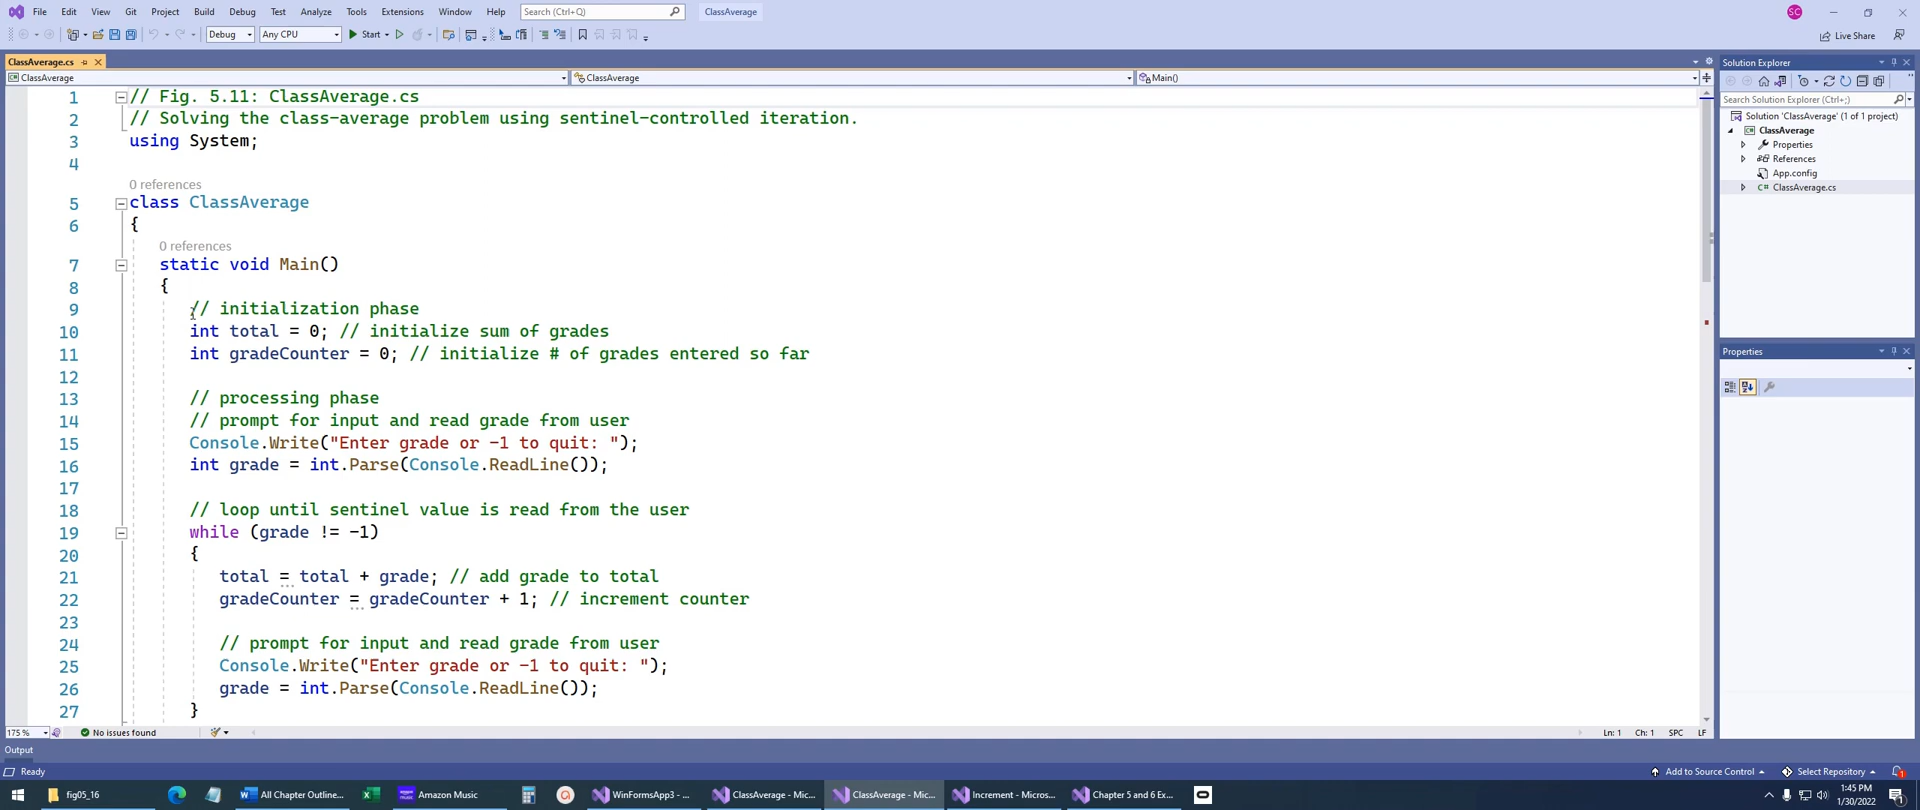 File Edit View Git Project Build Debug Test Analyze Tools Extensions Window Help Search (Ctrl+Q) ClassAverage SC
Debug Any CPU Start Live Share
ClassAverage.cs
ClassAverage ClassAverage Main()
1 // Fig. 5.11: ClassAverage.cs
2 // Solving the class-average problem using sentinel-controlled iteration.
3 using System;
4
0 references
5 class ClassAverage
6 {
0 references
7 static void Main()
8 {
9 // initialization phase
10 int total = 0; // initialize sum of grades
11 int gradeCounter = 0; // initialize # of grades entered so far
12
13 // processing phase
14 // prompt for input and read grade from user
15 Console.Write("Enter grade or -1 to quit: ");
16 int grade = int.Parse(Console.ReadLine());
17
18 // loop until sentinel value is read from the user
19 while (grade != -1)
20 {
21 total = total + grade; // add grade to total
22 gradeCounter = gradeCounter + 1; // increment counter
23
24 // prompt for input and read grade from user
25 Console.Write("Enter grade or -1 to quit: ");
26 grade = int.Parse(Console.ReadLine());
27 }
175 % No issues found Ln: 1 Ch: 1 SPC LF
Solution Explorer
Search Solution Explorer (Ctrl+;)
Solution 'ClassAverage' (1 of 1 project)
ClassAverage
Properties
References
App.config
C# ClassAverage.cs
Properties
Output
Ready Add to Source Control Select Repository 1
fig05_16 All Chapter Outline... Amazon Music WinFormsApp3 - ... ClassAverage - Mic... ClassAverage - Mic... Increment - Micros... Chapter 5 and 6 Ex... 1:45 PM
1/30/2022 1